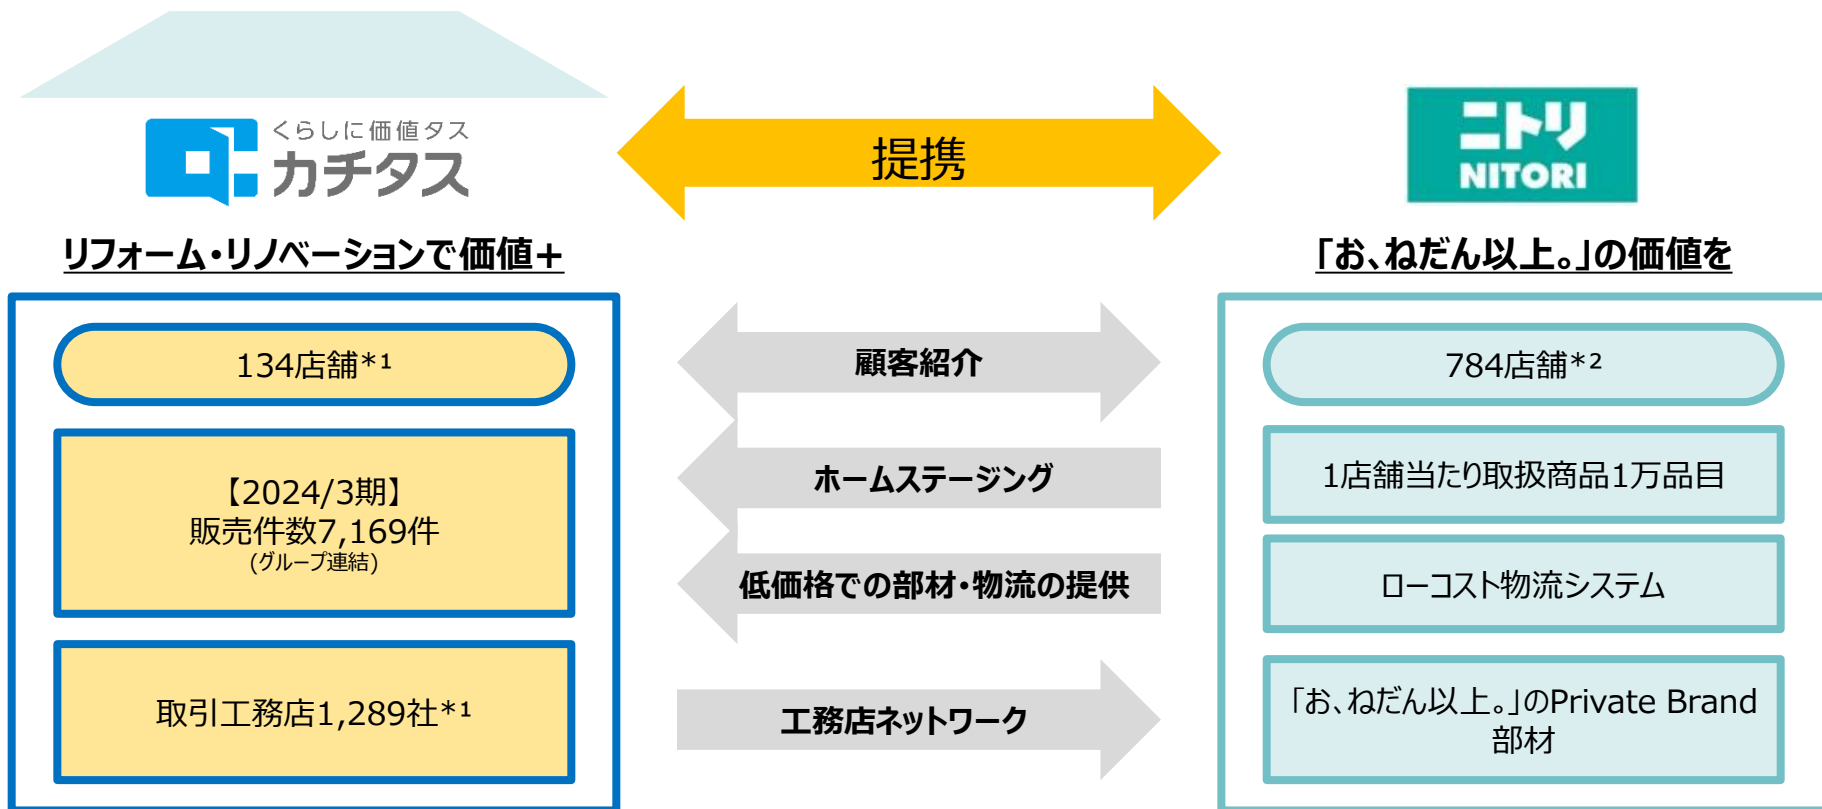 くらしに価値タス
カチタス
提携
ニトリ
NITORI
リフォーム・リノベーションで価値+
「お、ねだん以上。」の価値を
134店舗*1
【2024/3期】
販売件数7,169件
(グループ連結)
取引工務店1,289社*1
顧客紹介
ホームステージング
低価格での部材・物流の提供
工務店ネットワーク
784店舗*2
1店舗当たり取扱商品1万品目
ローコスト物流システム
「お、ねだん以上。」のPrivate Brand
部材